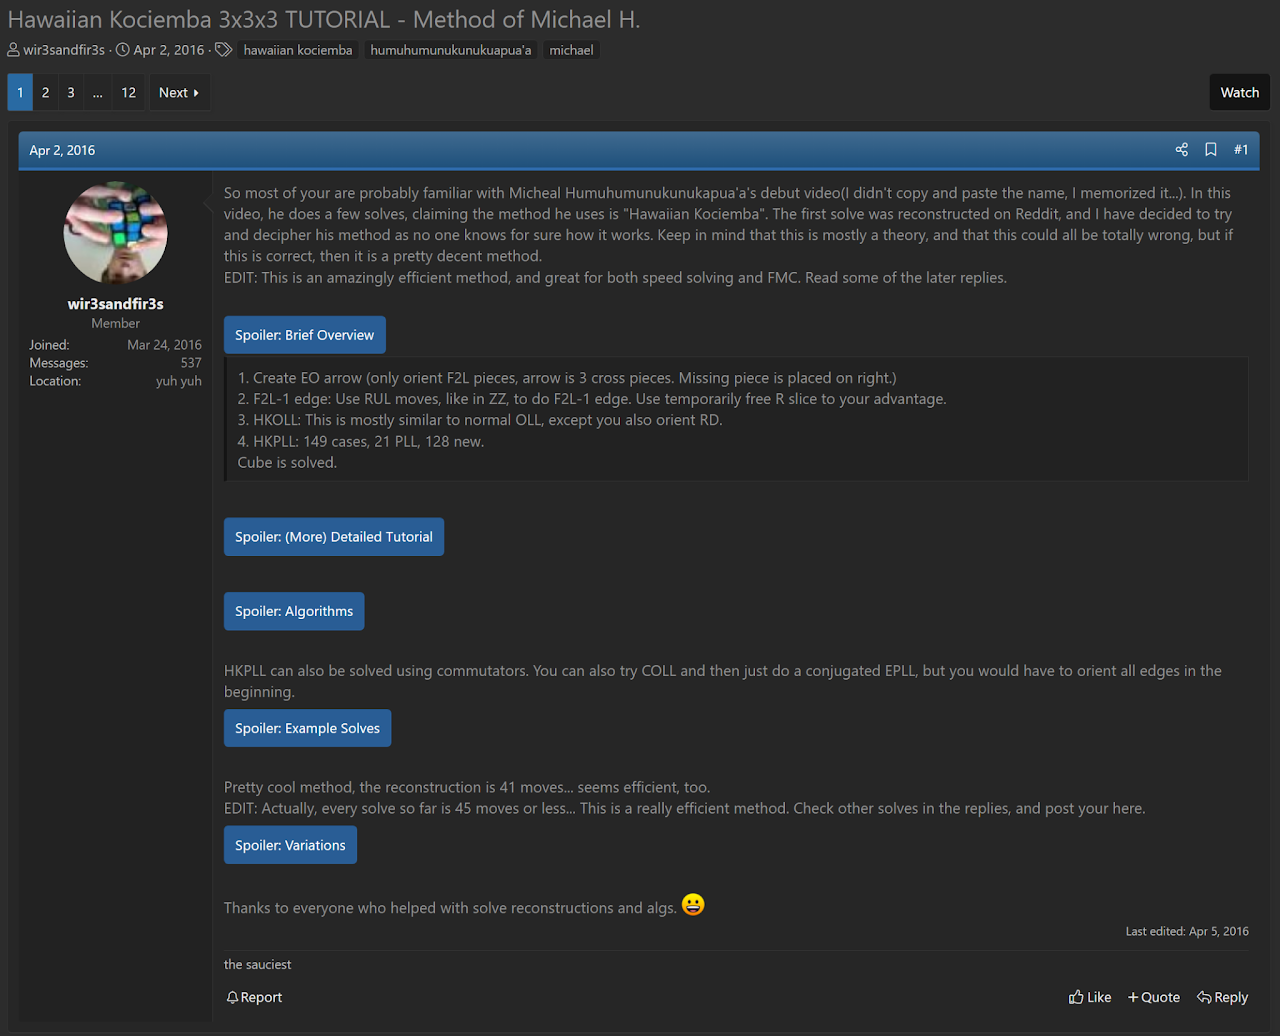 Hawaiian Kociemba 3x3x3 TUTORIAL - Method of Michael H.
wir3sandfir3s · Apr 2, 2016 · hawaiian kociemba humuhumunukunukuapua'a michael
1 2 3 ... 12 Next
Watch
Apr 2, 2016
#1
wir3sandfir3s
Member
Joined: Mar 24, 2016
Messages: 537
Location: yuh yuh
So most of your are probably familiar with Micheal Humuhumunukunukapua'a's debut video(I didn't copy and paste the name, I memorized it...). In this
video, he does a few solves, claiming the method he uses is "Hawaiian Kociemba". The first solve was reconstructed on Reddit, and I have decided to try
and decipher his method as no one knows for sure how it works. Keep in mind that this is mostly a theory, and that this could all be totally wrong, but if
this is correct, then it is a pretty decent method.
EDIT: This is an amazingly efficient method, and great for both speed solving and FMC. Read some of the later replies.
Spoiler: Brief Overview
1. Create EO arrow (only orient F2L pieces, arrow is 3 cross pieces. Missing piece is placed on right.)
2. F2L-1 edge: Use RUL moves, like in ZZ, to do F2L-1 edge. Use temporarily free R slice to your advantage.
3. HKOLL: This is mostly similar to normal OLL, except you also orient RD.
4. HKPLL: 149 cases, 21 PLL, 128 new.
Cube is solved.
Spoiler: (More) Detailed Tutorial
Spoiler: Algorithms
HKPLL can also be solved using commutators. You can also try COLL and then just do a conjugated EPLL, but you would have to orient all edges in the
beginning.
Spoiler: Example Solves
Pretty cool method, the reconstruction is 41 moves... seems efficient, too.
EDIT: Actually, every solve so far is 45 moves or less... This is a really efficient method. Check other solves in the replies, and post your here.
Spoiler: Variations
Thanks to everyone who helped with solve reconstructions and algs.
Last edited: Apr 5, 2016
the sauciest
Report
Like + Quote Reply